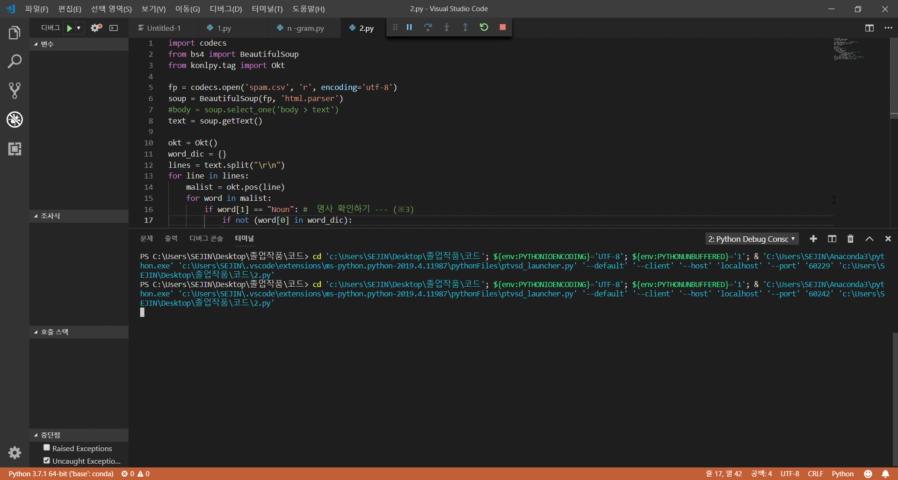 파일(F) 편집(E) 선택 영역(S) 보기(V) 이동(G) 디버그(D) 터미널(T) 도움말(H)
2.py - Visual Studio Code
디버그
Untitled-1
1.py
n -gram.py
2.py
변수
조사식
호출 스택
중단점
Raised Exceptions
Uncaught Exceptio...
1 import codecs
2 from bs4 import BeautifulSoup
3 from konlpy.tag import Okt
4
5 fp = codecs.open('spam.csv', 'r', encoding='utf-8')
6 soup = BeautifulSoup(fp, 'html.parser')
7 #body = soup.select_one('body > text')
8 text = soup.getText()
9
10 okt = Okt()
11 word_dic = {}
12 lines = text.split("\r\n")
13 for line in lines:
14 malist = okt.pos(line)
15 for word in malist:
16 if word[1] == "Noun": # 명사 확인하기 --- (※3)
17 if not (word[0] in word_dic):
문제 출력 디버그 콘솔 터미널
2: Python Debug Consc
PS C:\Users\SEJIN\Desktop\졸업작품\코드> cd 'c:\Users\SEJIN\Desktop\졸업작품\코드'; ${env:PYTHONIOENCODING}='UTF-8'; ${env:PYTHONUNBUFFERED}='1'; & 'C:\Users\SEJIN\Anaconda3\pyt
hon.exe' 'c:\Users\SEJIN\.vscode\extensions\ms-python.python-2019.4.11987\pythonFiles\ptvsd_launcher.py' '--default' '--client' '--host' 'localhost' '--port' '60229' 'c:\Users\S
EJIN\Desktop\졸업작품\코드\2.py'
PS C:\Users\SEJIN\Desktop\졸업작품\코드> cd 'c:\Users\SEJIN\Desktop\졸업작품\코드'; ${env:PYTHONIOENCODING}='UTF-8'; ${env:PYTHONUNBUFFERED}='1'; & 'C:\Users\SEJIN\Anaconda3\pyt
hon.exe' 'c:\Users\SEJIN\.vscode\extensions\ms-python.python-2019.4.11987\pythonFiles\ptvsd_launcher.py' '--default' '--client' '--host' 'localhost' '--port' '60242' 'c:\Users\S
EJIN\Desktop\졸업작품\코드\2.py'
Python 3.7.1 64-bit ('base': conda) 0 0
줄 17, 열 42 공백: 4 UTF-8 CRLF Python